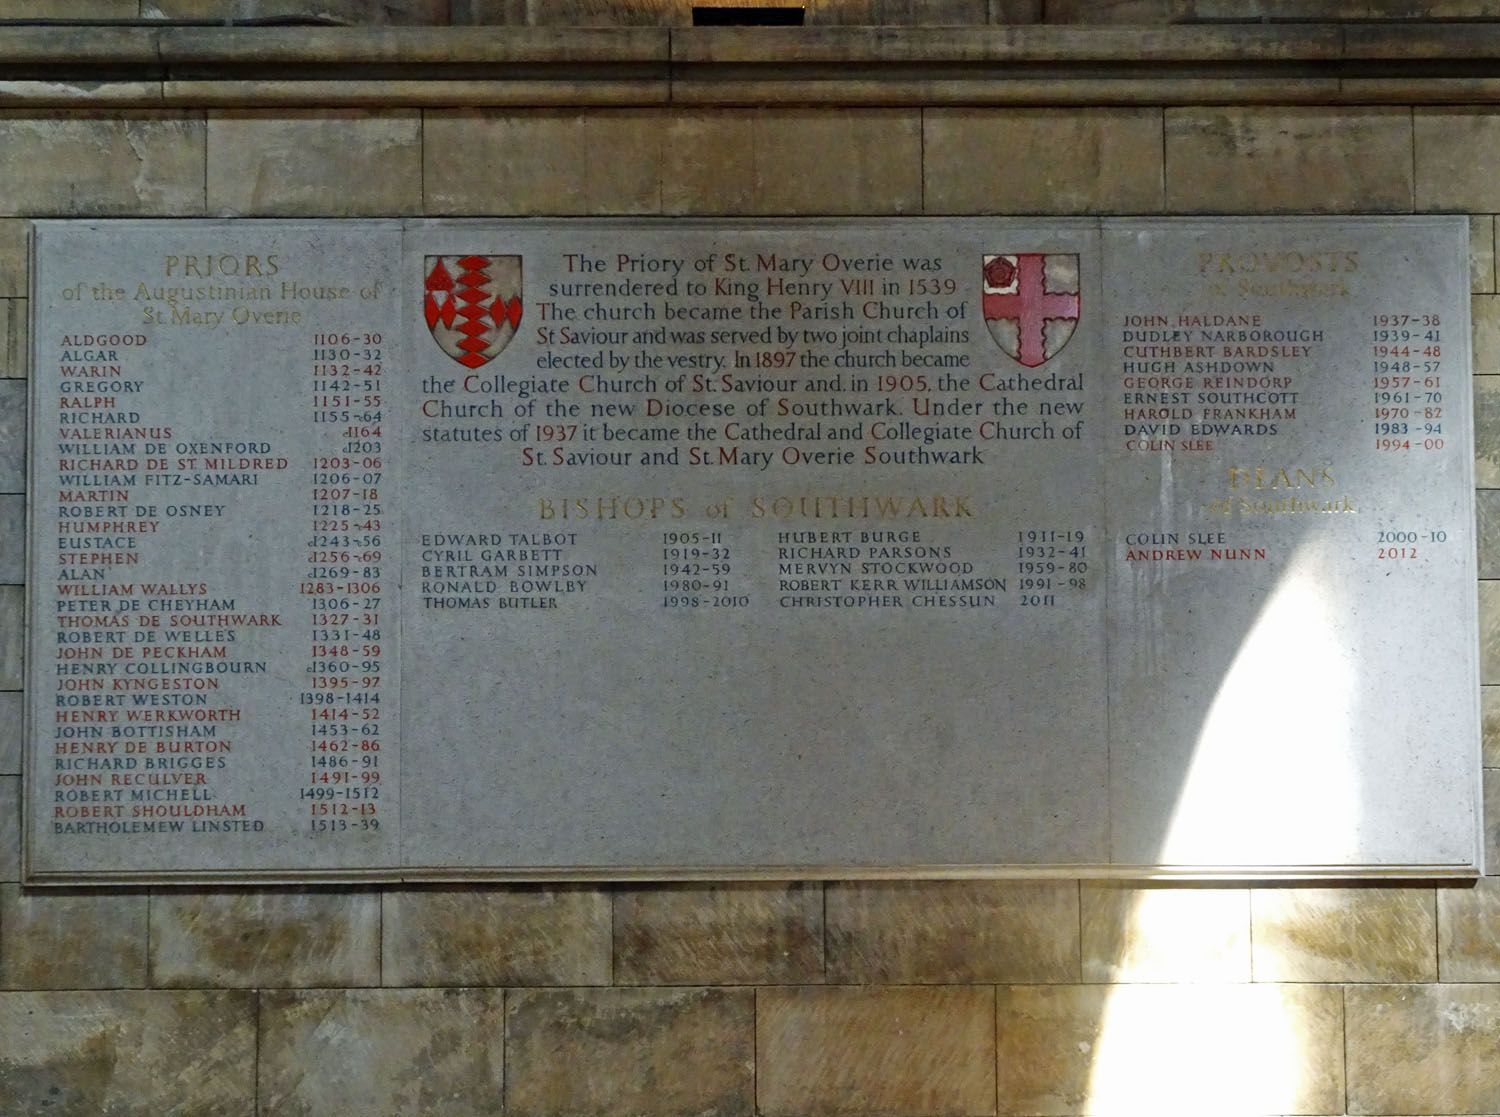 PRIORS
of the Augustinian House of
St. Mary Overie
ALDGOOD 1106-30
ALGAR 1130-32
WARIN 1132-42
GREGORY 1142-51
RALPH 1151-55
RICHARD 1155-c64
VALERIANUS c1164
WILLIAM DE OXENFORD c1203
RICHARD DE ST. MILDRED 1203-06
WILLIAM FITZ-SAMARI 1206-07
MARTIN 1207-18
ROBERT DE OSNEY 1218-25
HUMPHREY 1225-c43
EUSTACE c1243-c56
STEPHEN c1256-c69
ALAN c1269-83
WILLIAM WALLYS 1283-1306
PETER DE CHEYHAM 1306-27
THOMAS DE SOUTHWARK 1327-31
ROBERT DE WELLE'S 1331-48
JOHN DE PECKHAM 1348-59
HENRY COLLINGBOURN c1360-95
JOHN KYNGESTON 1395-97
ROBERT WESTON 1398-1414
HENRY WERKWORTH 1414-52
JOHN BOTTISHAM 1453-62
HENRY DE BURTON 1462-86
RICHARD BRIGGES 1486-91
JOHN RECULVER 1491-99
ROBERT MICHELL 1499-1512
ROBERT SHOULDHAM 1512-13
BARTHOLEMEW LINSTED 1513-39
The Priory of St. Mary Overie was
surrendered to King Henry VIII in 1539
The church became the Parish Church of
St Saviour and was served by two joint chaplains
elected by the vestry. In 1897 the church became
the Collegiate Church of St. Saviour and, in 1905, the Cathedral
Church of the new Diocese of Southwark. Under the new
statutes of 1937 it became the Cathedral and Collegiate Church of
St. Saviour and St. Mary Overie Southwark
BISHOPS of SOUTHWARK
EDWARD TALBOT 1905-11 HUBERT BURGE 1911-19
CYRIL GARBETT 1919-32 RICHARD PARSONS 1932-41
BERTRAM SIMPSON 1942-59 MERVYN STOCKWOOD 1959-80
RONALD BOWLBY 1980-91 ROBERT KERR WILLIAMSON 1991-98
THOMAS BUTLER 1998-2010 CHRISTOPHER CHESSUN 2011
PROVOSTS
of Southwark
JOHN HALDANE 1937-38
DUDLEY NARBOROUGH 1939-41
CUTHBERT BARDSLEY 1944-48
HUGH ASHDOWN 1948-57
GEORGE REINDORP 1957-61
ERNEST SOUTHCOTT 1961-70
HAROLD FRANKHAM 1970-82
DAVID EDWARDS 1983-94
COLIN SLEE 1994-00
DEANS
of Southwark
COLIN SLEE 2000-10
ANDREW NUNN 2012